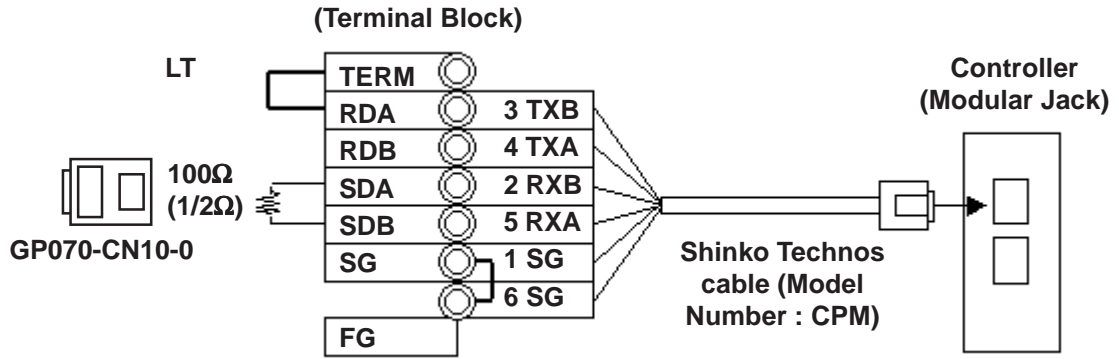 (Terminal Block)
LT
TERM
RDA
RDB
SDA
SDB
SG
FG
3 TXB
4 TXA
2 RXB
5 RXA
1 SG
6 SG
100Ω
(1/2Ω)
GP070-CN10-0
Shinko Technos
cable (Model
Number : CPM)
Controller
(Modular Jack)